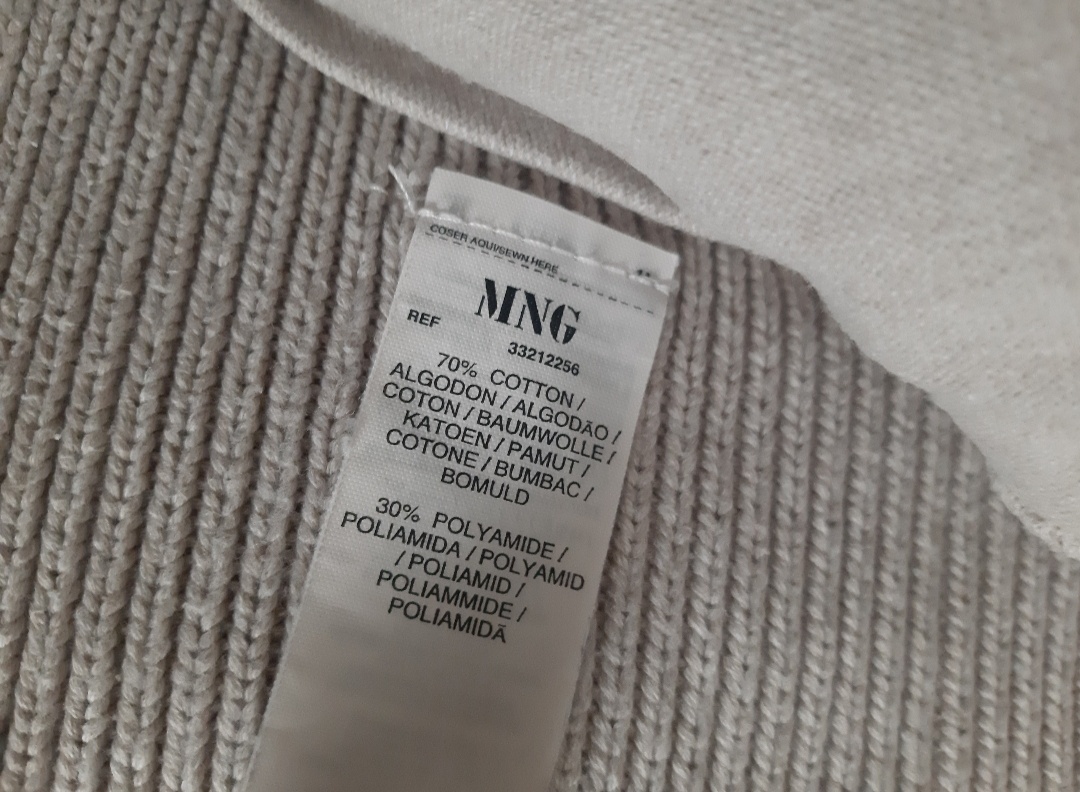 COSER AQUI/SEWN HERE
MNG
REF
33212256
70% COTTON /
ALGODON / ALGODÃO /
COTON / BAUMWOLLE /
KATOEN / PAMUT /
COTONE / BUMBAC /
BOMULD
30% POLYAMIDE /
POLIAMIDA / POLYAMID
/ POLIAMID /
POLIAMMIDE /
POLIAMIDĂ